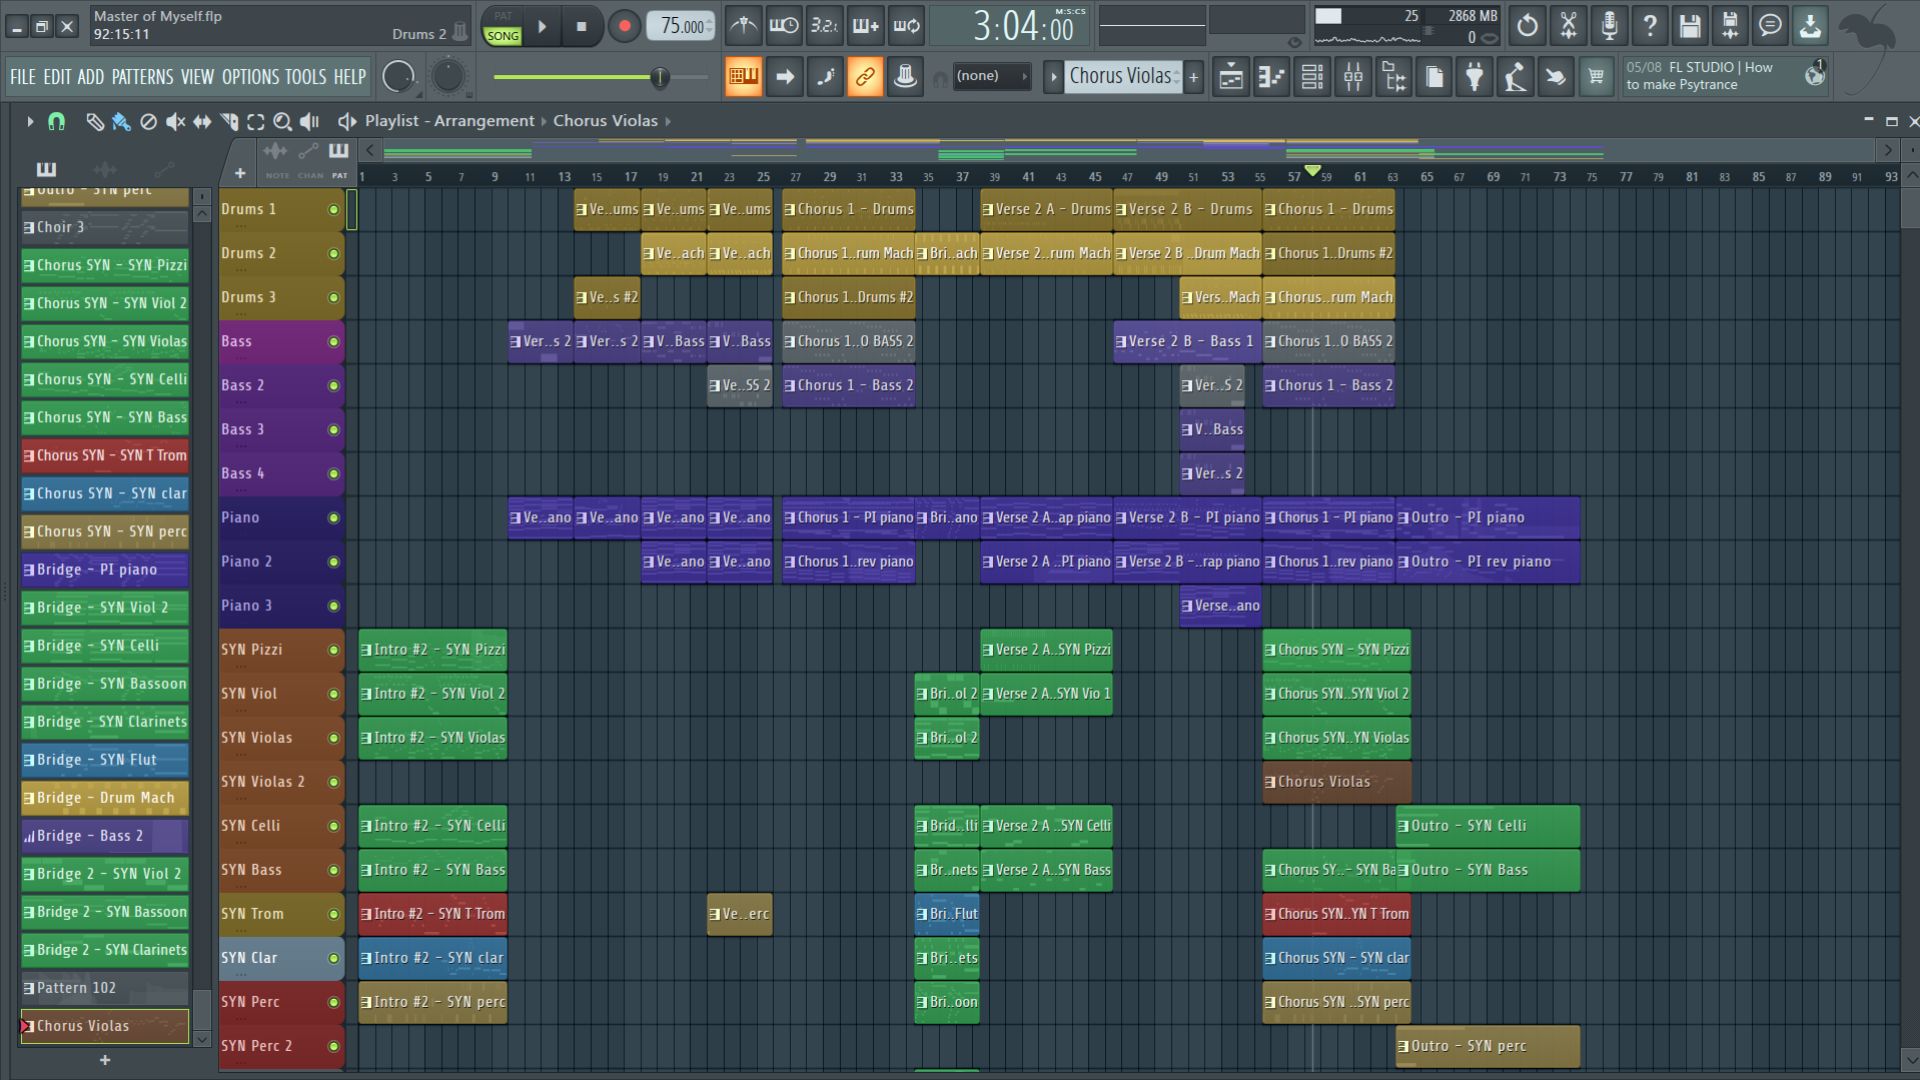 Master of Myself.flp
92:15:11
Drums 2
PAT
SONG
75.000
3.2.1
3:04:00
M:S:CS
25
2868 MB
0
FILE EDIT ADD PATTERNS VIEW OPTIONS TOOLS HELP
(none)
Chorus Violas
+
05/08 FL STUDIO | How
to make Psytrance
1
Playlist - Arrangement
Chorus Violas
NOTE CHAN PAT
1 3 5 7 9 11 13 15 17 19 21 23 25 27 29 31 33 35 37 39 41 43 45 47 49 51 53 55 57 59 61 63 65 67 69 71 73 75 77 79 81 83 85 87 89 91 93
Outro - SYN perc
Choir 3
Chorus SYN - SYN Pizzi
Chorus SYN - SYN Viol 2
Chorus SYN - SYN Violas
Chorus SYN - SYN Celli
Chorus SYN - SYN Bass
Chorus SYN - SYN T Trom
Chorus SYN - SYN clar
Chorus SYN - SYN perc
Bridge - PI piano
Bridge - SYN Viol 2
Bridge - SYN Celli
Bridge - SYN Bassoon
Bridge - SYN Clarinets
Bridge - SYN Flut
Bridge - Drum Mach
Bridge - Bass 2
Bridge 2 - SYN Viol 2
Bridge 2 - SYN Bassoon
Bridge 2 - SYN Clarinets
Pattern 102
Chorus Violas
+
Drums 1 Ve..ums Ve..ums Ve..ums Chorus 1 - Drums Verse 2 A - Drums Verse 2 B - Drums Chorus 1 - Drums
Drums 2 Ve..ach Ve..ach Chorus 1..rum Mach Bri..ach Verse 2..rum Mach Verse 2 B ..Drum Mach Chorus 1..Drums #2
Drums 3 Ve..s #2 Chorus 1..Drums #2 Vers..Mach Chorus..rum Mach
Bass Ver..s 2 Ver..s 2 V..Bass V..Bass Chorus 1..O BASS 2 Verse 2 B - Bass 1 Chorus 1..O BASS 2
Bass 2 Ve..SS 2 Chorus 1 - Bass 2 Ver..S 2 Chorus 1 - Bass 2
Bass 3 V..Bass
Bass 4 Ver..s 2
Piano Ve..ano Ve..ano Ve..ano Ve..ano Chorus 1 - PI piano Bri..ano Verse 2 A..ap piano Verse 2 B - PI piano Chorus 1 - PI piano Outro - PI piano
Piano 2 Ve..ano Ve..ano Chorus 1..rev piano Verse 2 A ..PI piano Verse 2 B -..rap piano Chorus 1..rev piano Outro - PI rev piano
Piano 3 Verse..ano
SYN Pizzi Intro #2 - SYN Pizzi Verse 2 A..SYN Pizzi Chorus SYN - SYN Pizzi
SYN Viol Intro #2 - SYN Viol 2 Bri..ol 2 Verse 2 A..SYN Vio 1 Chorus SYN..SYN Viol 2
SYN Violas Intro #2 - SYN Violas Bri..ol 2 Chorus SYN..YN Violas
SYN Violas 2 Chorus Violas
SYN Celli Intro #2 - SYN Celli Brid..lli Verse 2 A ..SYN Celli Outro - SYN Celli
SYN Bass Intro #2 - SYN Bass Br..nets Verse 2 A..SYN Bass Chorus SY..- SYN Ba Outro - SYN Bass
SYN Trom Intro #2 - SYN T Trom Ve..erc Bri..Flut Chorus SYN..YN T Trom
SYN Clar Intro #2 - SYN clar Bri..ets Chorus SYN - SYN clar
SYN Perc Intro #2 - SYN perc Bri..oon Chorus SYN ..SYN perc
SYN Perc 2 Outro - SYN perc